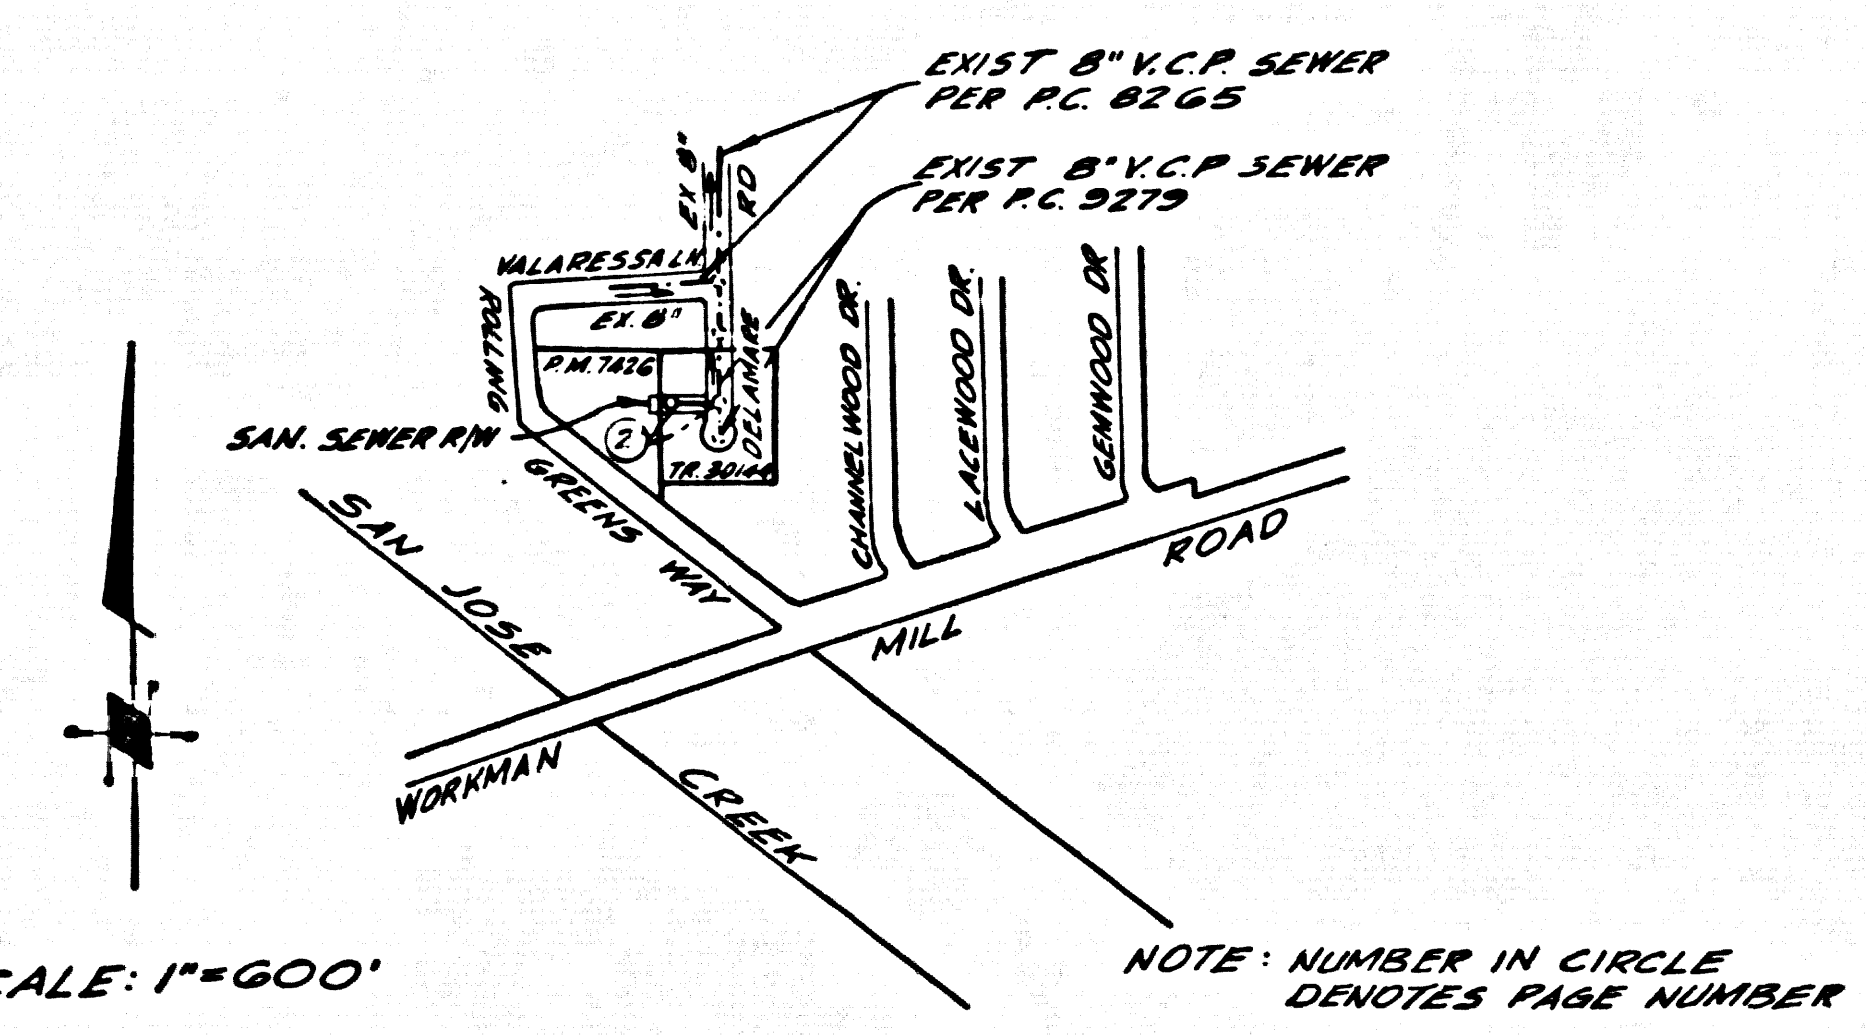 EXIST 8" V.C.P. SEWER
PER P.C. 8265
EXIST 8" V.C.P SEWER
PER P.C. 9279
EX 8"
RD
VALARESSA LN.
EX. 8"
ROLLING
P.M. 7426
DELAMARE
CHANNELWOOD DR.
LACEWOOD DR.
GEMWOOD DR
SAN. SEWER R/W
2
TR. 30144
GREENS WAY
SAN JOSE
CREEK
WORKMAN
MILL
ROAD
CALE: 1"=600'
NOTE: NUMBER IN CIRCLE
DENOTES PAGE NUMBER